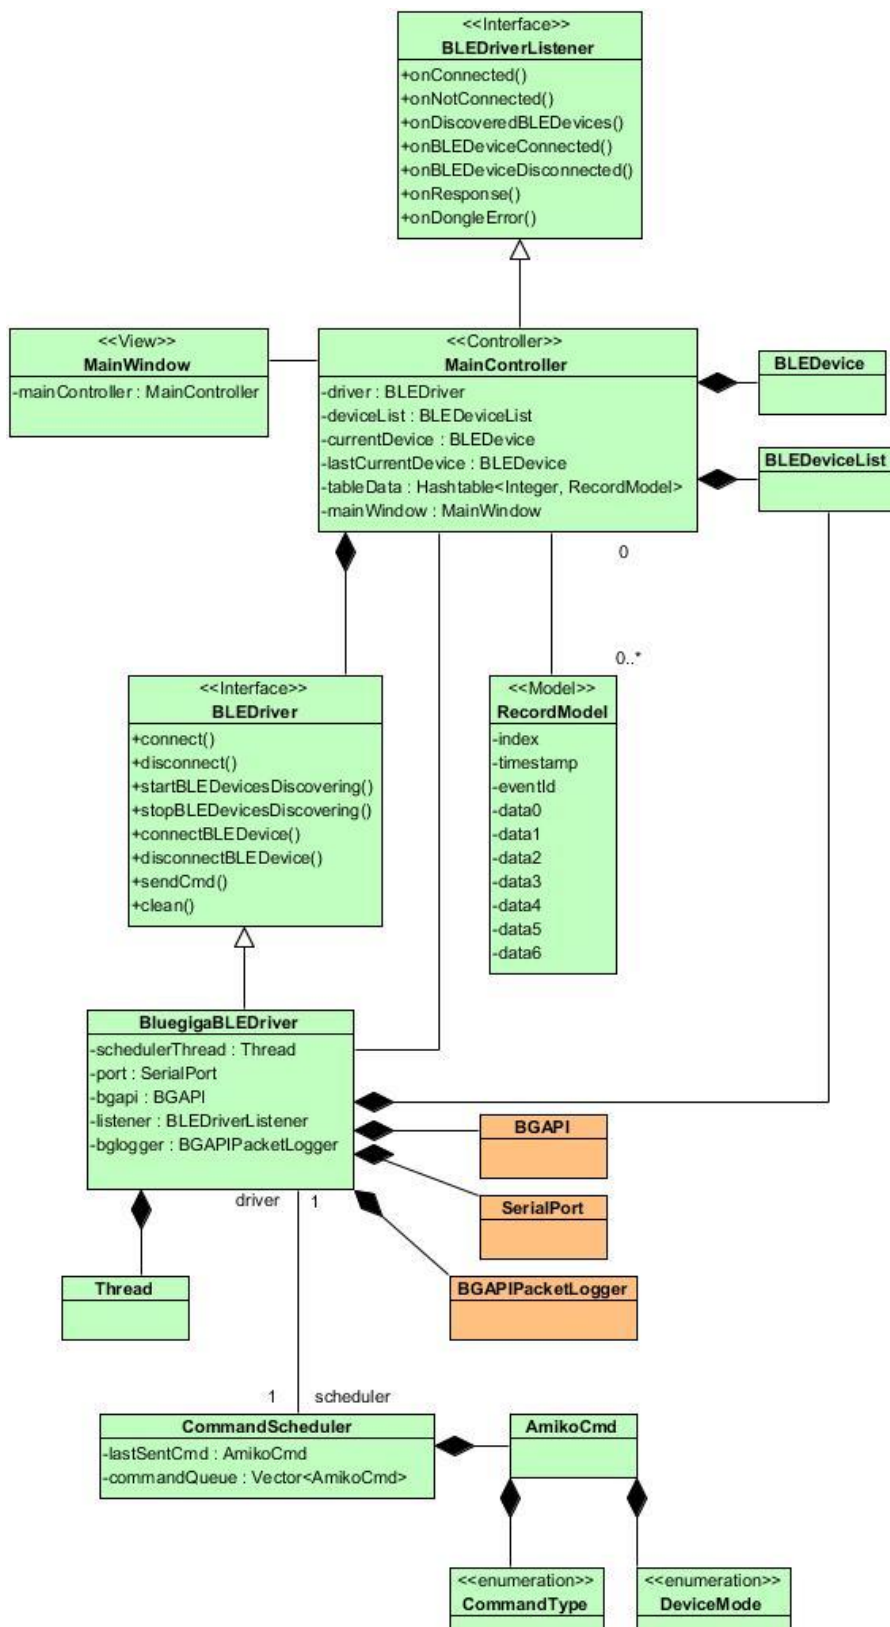 <<Interface>>
BLEDriverListener
+onConnected()
+onNotConnected()
+onDiscoveredBLEDevices()
+onBLEDeviceConnected()
+onBLEDeviceDisconnected()
+onResponse()
+onDongleError()
<<View>>
MainWindow
-mainController : MainController
<<Controller>>
MainController
-driver : BLEDriver
-deviceList : BLEDeviceList
-currentDevice : BLEDevice
-lastCurrentDevice : BLEDevice
-tableData : Hashtable<Integer, RecordModel>
-mainWindow : MainWindow
BLEDevice
BLEDeviceList
0
0..*
<<Interface>>
BLEDriver
+connect()
+disconnect()
+startBLEDevicesDiscovering()
+stopBLEDevicesDiscovering()
+connectBLEDevice()
+disconnectBLEDevice()
+sendCmd()
+clean()
<<Model>>
RecordModel
-index
-timestamp
-eventId
-data0
-data1
-data2
-data3
-data4
-data5
-data6
BluegigaBLEDriver
-schedulerThread : Thread
-port : SerialPort
-bgapi : BGAPI
-listener : BLEDriverListener
-bglogger : BGAPIPacketLogger
BGAPI
SerialPort
BGAPIPacketLogger
driver 1
Thread
1 scheduler
CommandScheduler
-lastSentCmd : AmikoCmd
-commandQueue : Vector<AmikoCmd>
AmikoCmd
<<enumeration>>
CommandType
<<enumeration>>
DeviceMode